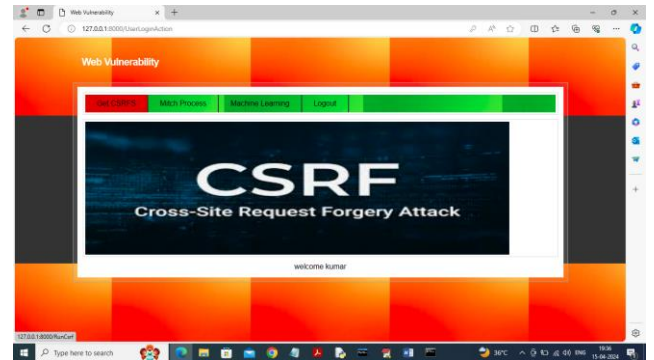 Web Vulnerability
127.0.0.1:8000/UserLoginAction
Web Vulnerability
Get CSRFS
Mitch Process
Machine Learning
Logout
CSRF
Cross-Site Request Forgery Attack
welcome kumar
127.0.0.1:8000/RunCsrf
Type here to search
36°C
ENG
19:36
15-04-2024